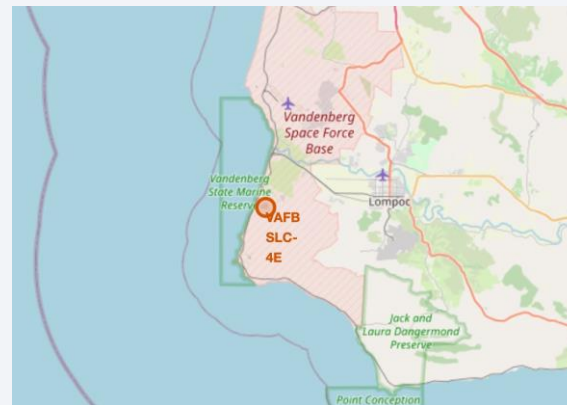 Vandenberg
Space Force
Base
Vandenberg
State Marine
Reserve
VAFB
SLC-
4E
Lompoc
Jack and
Laura Dangermond
Preserve
Point Conception